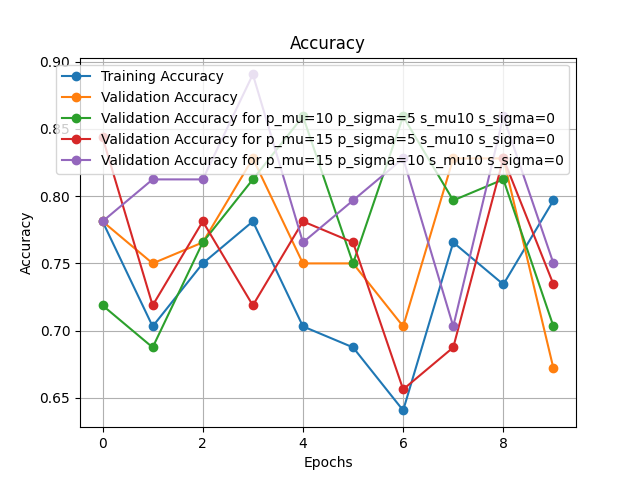 Accuracy
0.90
0.85
0.80
0.75
0.70
0.65
Accuracy
Training Accuracy
Validation Accuracy
Validation Accuracy for p_mu=10 p_sigma=5 s_mu10 s_sigma=0
Validation Accuracy for p_mu=15 p_sigma=5 s_mu10 s_sigma=0
Validation Accuracy for p_mu=15 p_sigma=10 s_mu10 s_sigma=0
0 2 4 6 8
Epochs